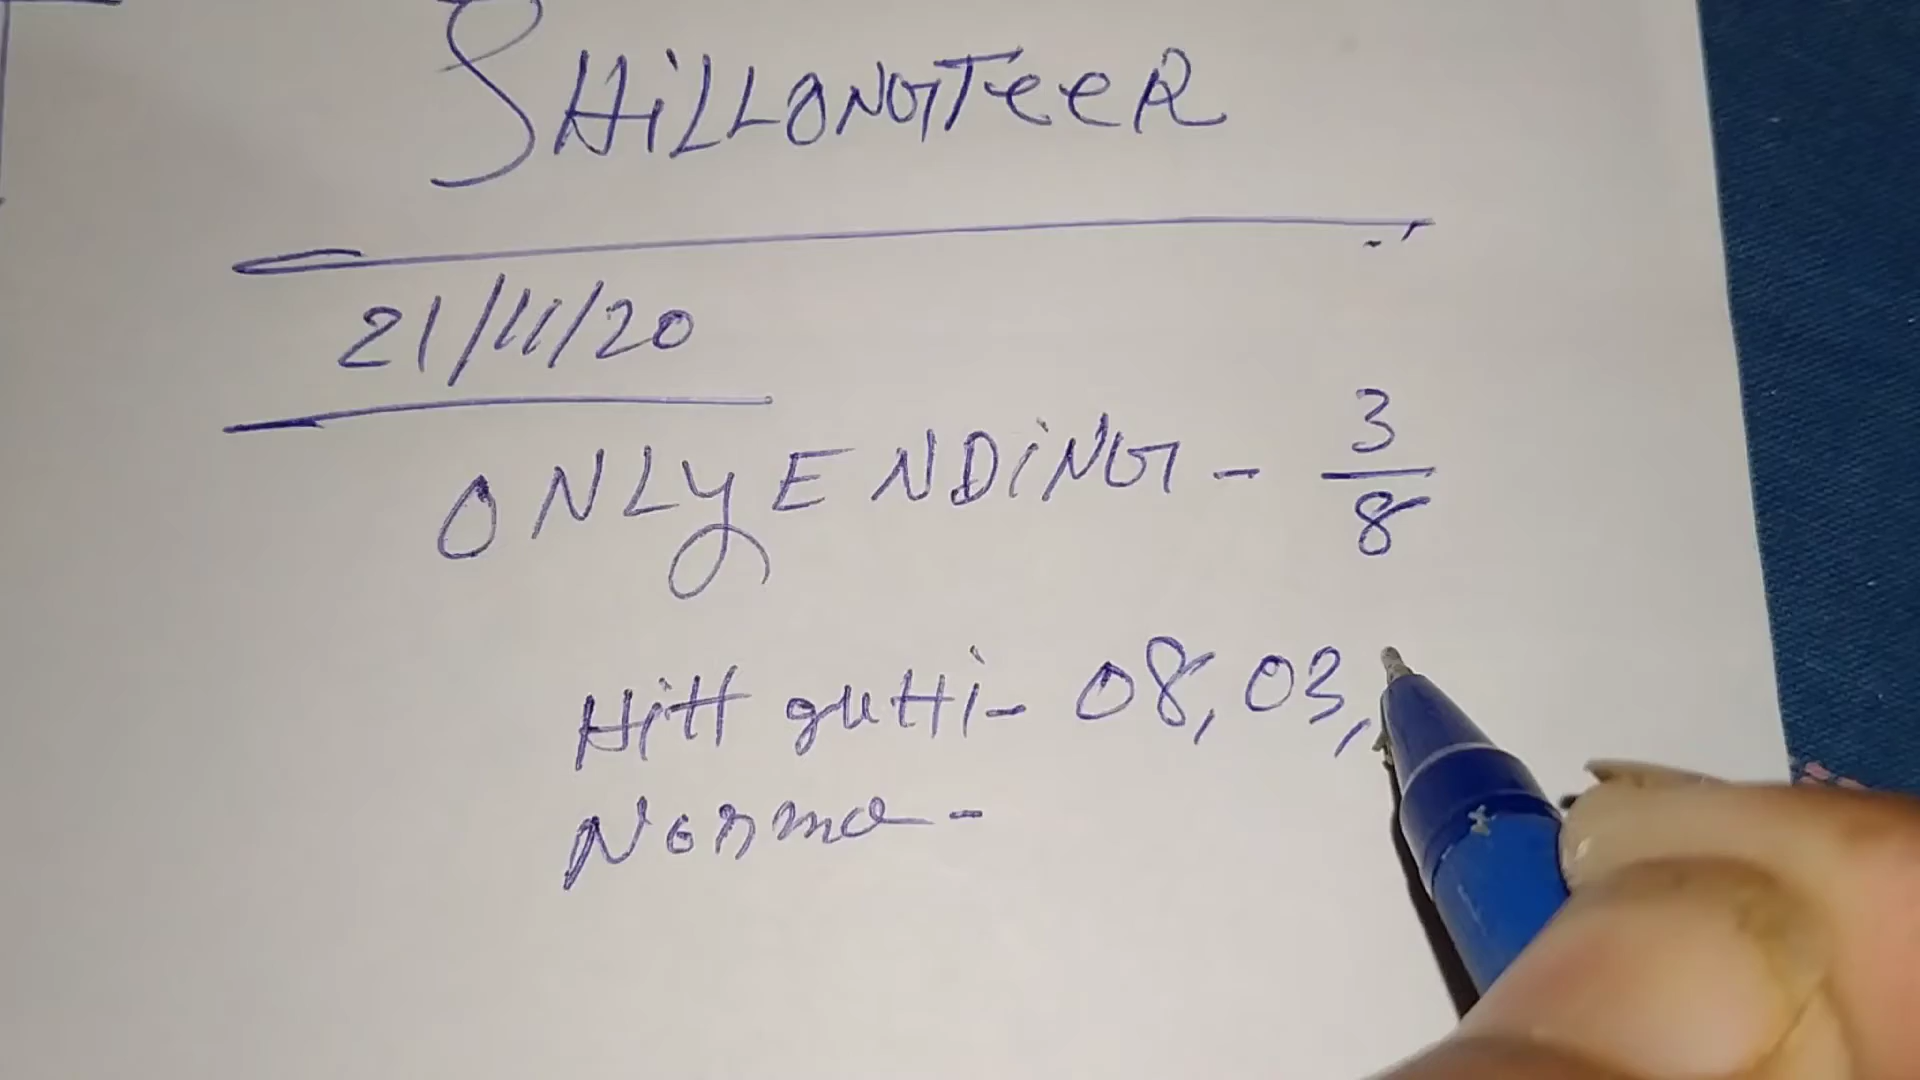 SHiLLONGTeeR
21/11/20
ONLY ENDiNG - 3/8
Hitt gutti - 08, 03,
Norma -